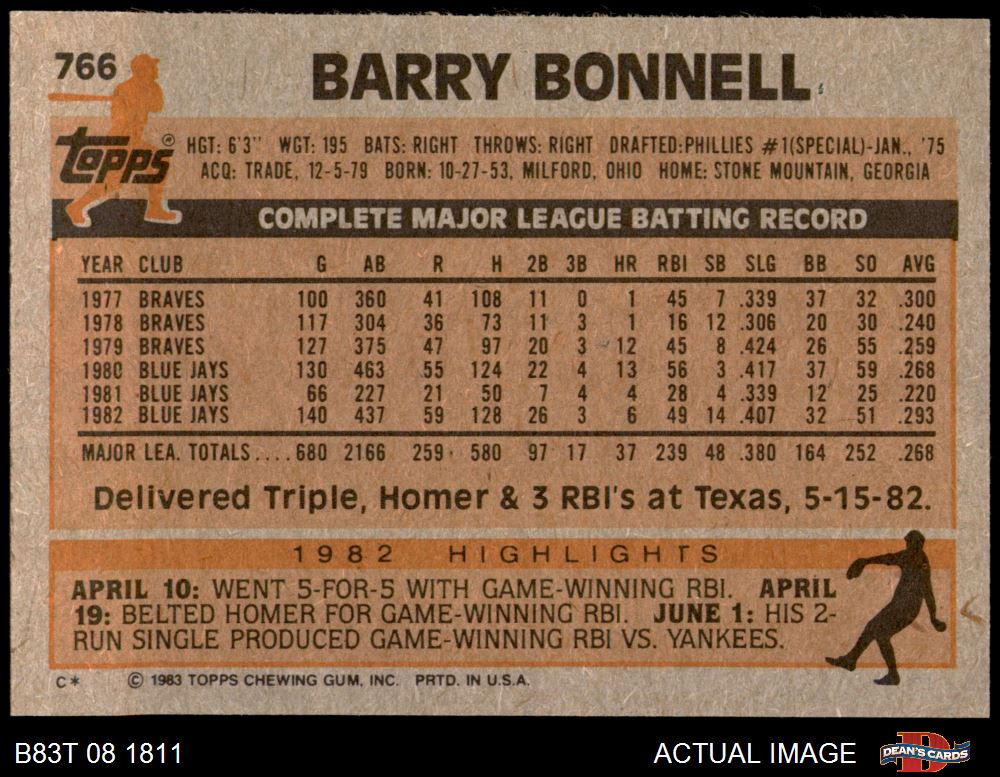 766
BARRY BONNELL
Topps®
HGT: 6'3" WGT: 195 BATS: RIGHT THROWS: RIGHT DRAFTED:PHILLIES #1(SPECIAL)-JAN., '75
ACQ: TRADE, 12-5-79 BORN: 10-27-53, MILFORD, OHIO HOME: STONE MOUNTAIN, GEORGIA
COMPLETE MAJOR LEAGUE BATTING RECORD
YEAR CLUB G AB R H 2B 3B HR RBI SB SLG BB SO AVG
1977 BRAVES 100 360 41 108 11 0 1 45 7 .339 37 32 .300
1978 BRAVES 117 304 36 73 11 3 1 16 12 .306 20 30 .240
1979 BRAVES 127 375 47 97 20 3 12 45 8 .424 26 55 .259
1980 BLUE JAYS 130 463 55 124 22 4 13 56 3 .417 37 59 .268
1981 BLUE JAYS 66 227 21 50 7 4 4 28 4 .339 12 25 .220
1982 BLUE JAYS 140 437 59 128 26 3 6 49 14 .407 32 51 .293
MAJOR LEA. TOTALS....680 2166 259 580 97 17 37 239 48 .380 164 252 .268
Delivered Triple, Homer & 3 RBI's at Texas, 5-15-82.
1982 HIGHLIGHTS
APRIL 10: WENT 5-FOR-5 WITH GAME-WINNING RBI. APRIL
19: BELTED HOMER FOR GAME-WINNING RBI. JUNE 1: HIS 2-
RUN SINGLE PRODUCED GAME-WINNING RBI VS. YANKEES.
C* © 1983 TOPPS CHEWING GUM, INC. PRTD. IN U.S.A.
B83T 08 1811 ACTUAL IMAGE
D
DEAN'S CARDS